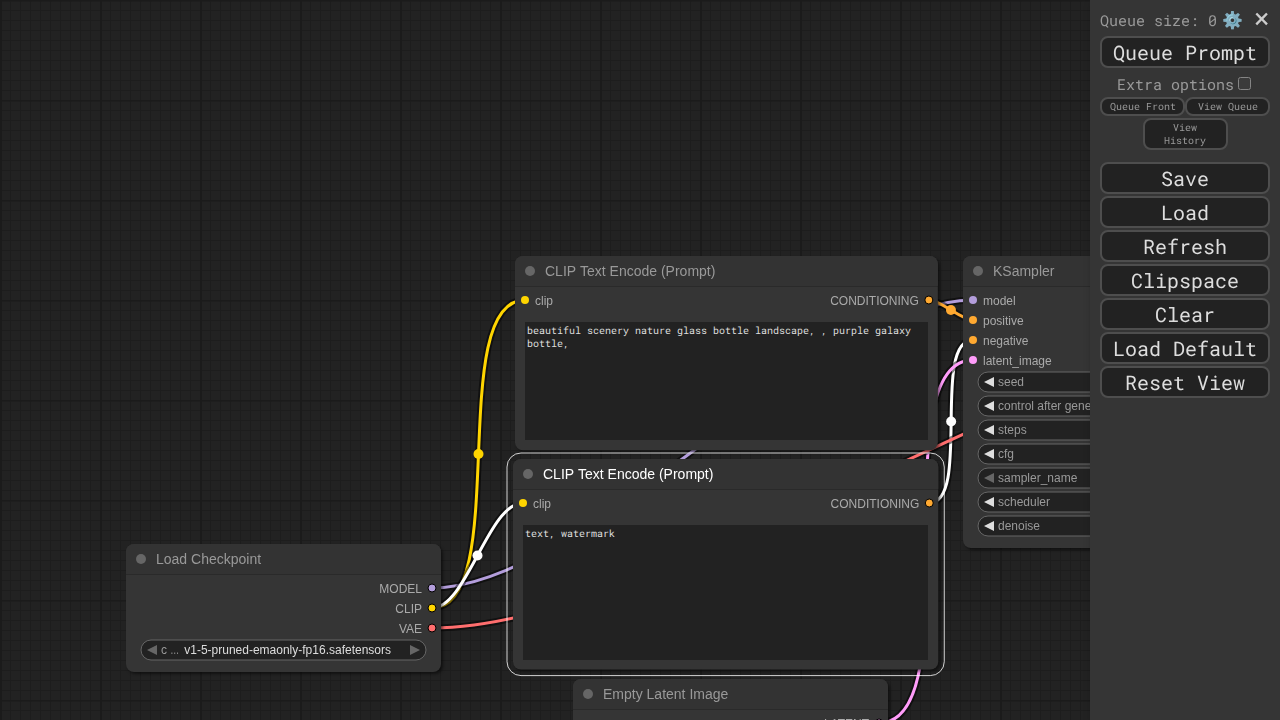 Queue size: 0
Queue Prompt
Extra options
Queue Front
View Queue
View
History
Save
Load
Refresh
Clipspace
Clear
Load Default
Reset View
CLIP Text Encode (Prompt)
clip
CONDITIONING
beautiful scenery nature glass bottle landscape, , purple galaxy
bottle,
KSampler
model
positive
negative
latent_image
seed
control after gene
steps
cfg
sampler_name
scheduler
denoise
CLIP Text Encode (Prompt)
clip
CONDITIONING
text, watermark
Load Checkpoint
MODEL
CLIP
VAE
c ... v1-5-pruned-emaonly-fp16.safetensors
Empty Latent Image